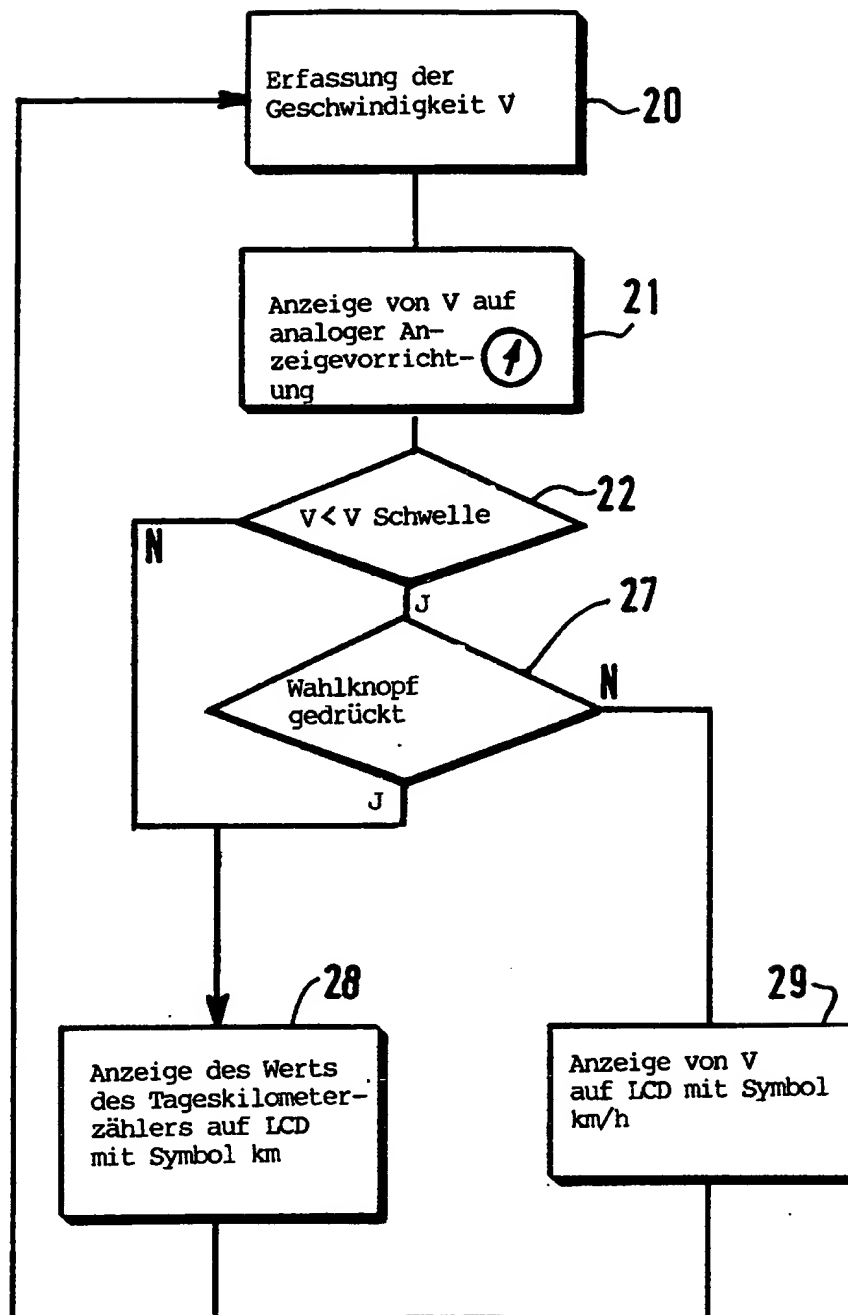 Erfassung der
Geschwindigkeit V
20
Anzeige von V auf
analoger An-
zeigevorricht-
ung
21
V < V Schwelle
22
N
J
27
Wahlknopf
gedrückt
N
J
28
Anzeige des Werts
des Tageskilometer-
zählers auf LCD
mit Symbol km
29
Anzeige von V
auf LCD mit Symbol
km/h